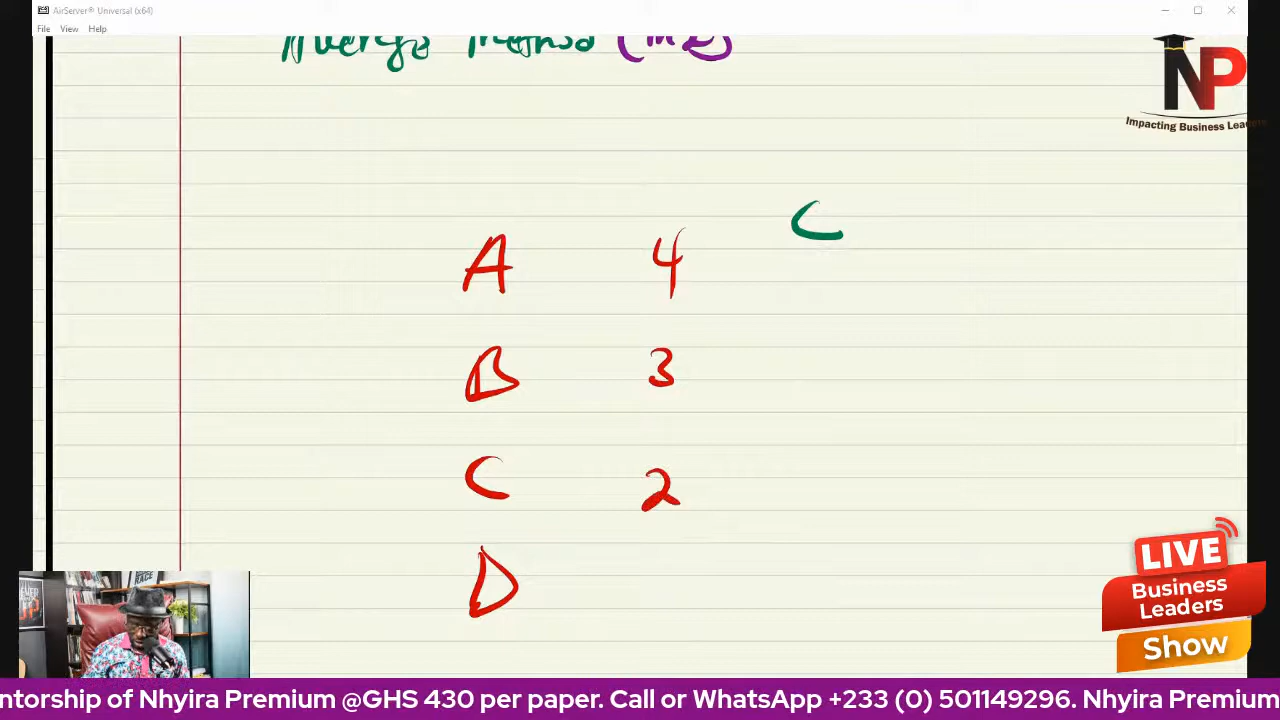 AirServer® Universal (x64)
File View Help
NP
Impacting Business Leaders
C
A 4
B 3
C 2
D
LIVE
Business
Leaders
Show
ntorship of Nhyira Premium @GHS 430 per paper. Call or WhatsApp +233 (0) 501149296. Nhyira Premium